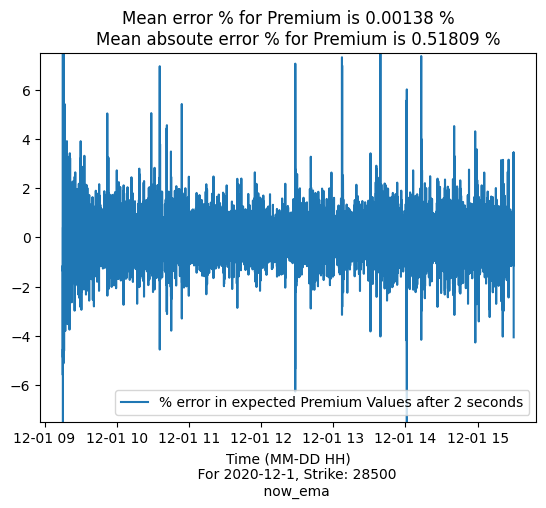 Mean error % for Premium is 0.00138 %
Mean absoute error % for Premium is 0.51809 %
6
4
2
0
−2
−4
−6
% error in expected Premium Values after 2 seconds
12-01 09 12-01 10 12-01 11 12-01 12 12-01 13 12-01 14 12-01 15
Time (MM-DD HH)
For 2020-12-1, Strike: 28500
now_ema